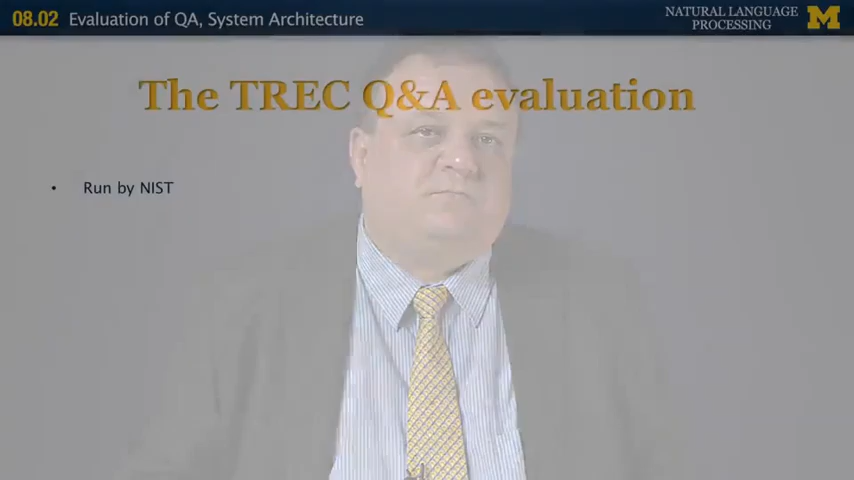 08.02 Evaluation of QA, System Architecture
NATURAL LANGUAGE
PROCESSING
M
The TREC Q&A evaluation
• Run by NIST